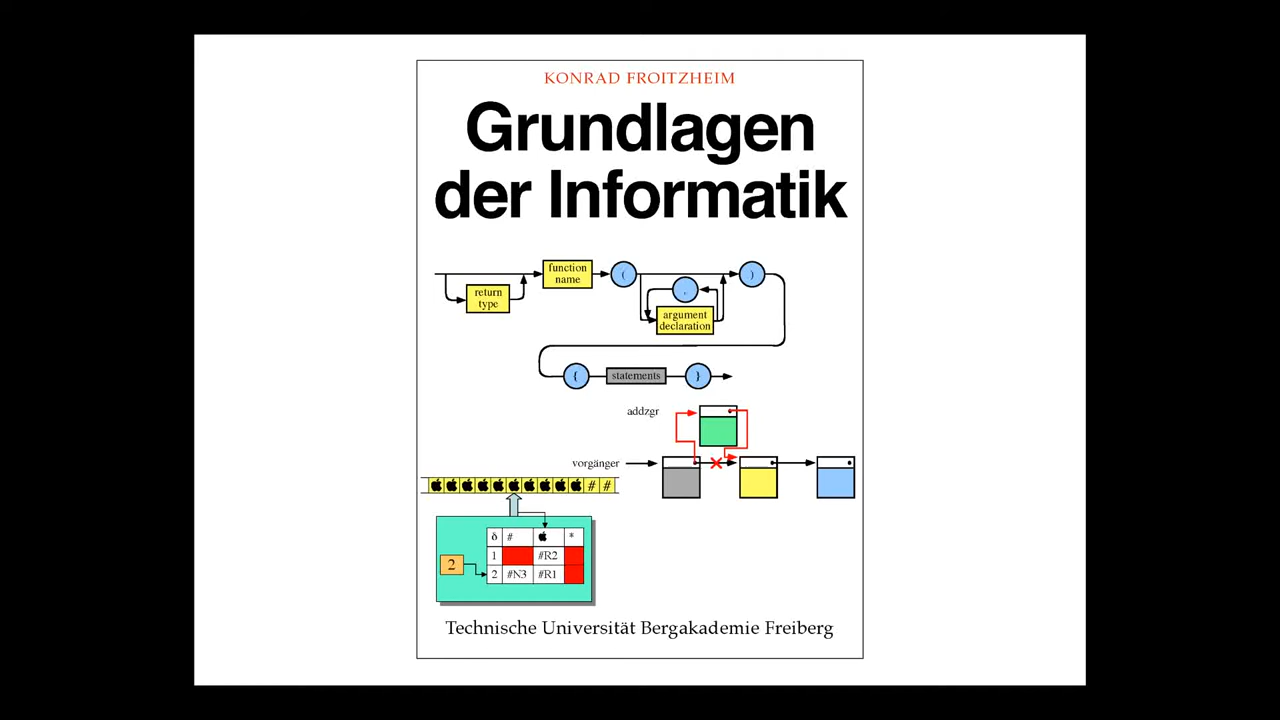 KONRAD FROITZHEIM
Grundlagen
der Informatik
function
name
(
)
return
type
,
argument
declaration
{
statements
}
addzgr
vorgänger
# #
δ # *
1 #R2
2
2 #N3 #R1
Technische Universität Bergakademie Freiberg